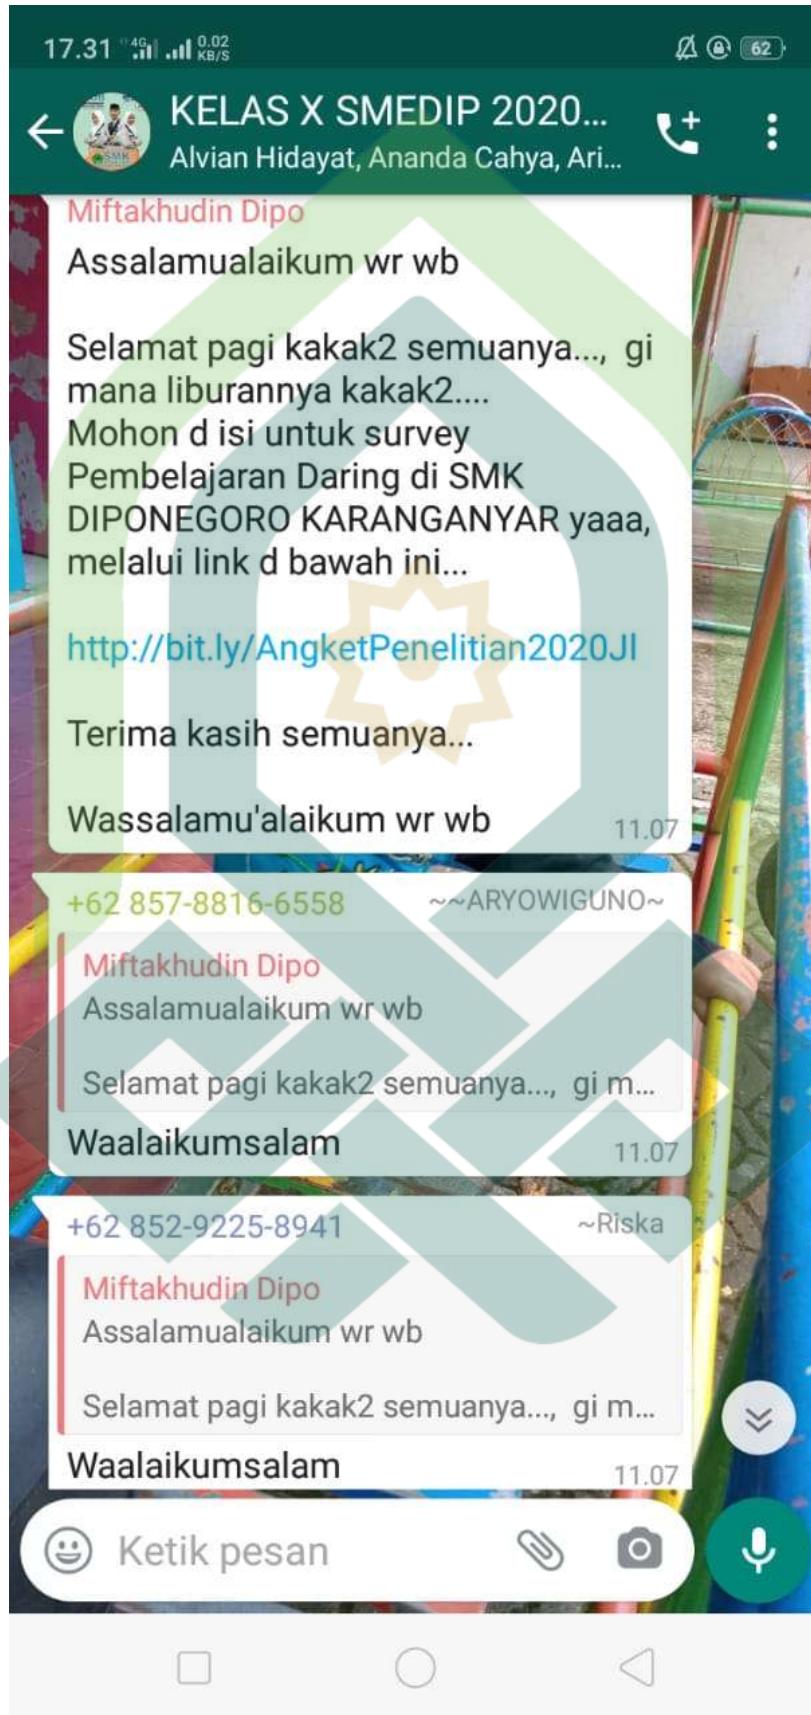 17.31 4G 0.02 KB/S 62
KELAS X SMEDIP 2020...
Alvian Hidayat, Ananda Cahya, Ari...
Miftakhudin Dipo
Assalamualaikum wr wb
Selamat pagi kakak2 semuanya..., gi
mana liburannya kakak2....
Mohon d isi untuk survey
Pembelajaran Daring di SMK
DIPONEGORO KARANGANYAR yaaa,
melalui link d bawah ini...
http://bit.ly/AngketPenelitian2020Jl
Terima kasih semuanya...
Wassalamu'alaikum wr wb
11.07
+62 857-8816-6558 ~~ARYOWIGUNO~
Miftakhudin Dipo
Assalamualaikum wr wb
Selamat pagi kakak2 semuanya..., gi m...
Waalaikumsalam
11.07
+62 852-9225-8941 ~Riska
Miftakhudin Dipo
Assalamualaikum wr wb
Selamat pagi kakak2 semuanya..., gi m...
Waalaikumsalam
11.07
Ketik pesan